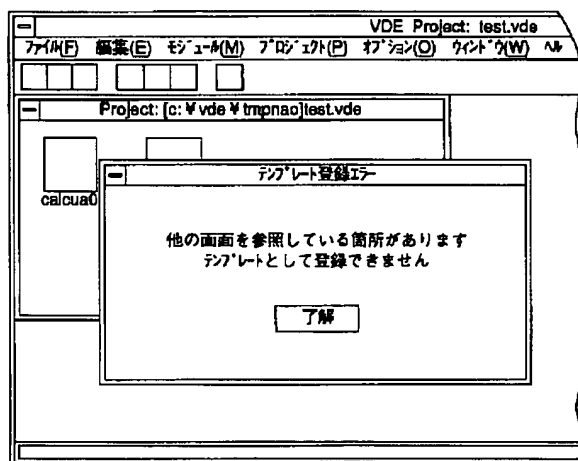 VDE Project: test.vde
ファイル(F) 編集(E) モジュール(M) プロジェクト(P) オプション(O) ウィンドウ(W) ヘル
Project: [c:￥vde￥tmpnao]test.vde
calcua0
テンプレート登録エラー
他の画面を参照している箇所があります
テンプレートとして登録できません
了解